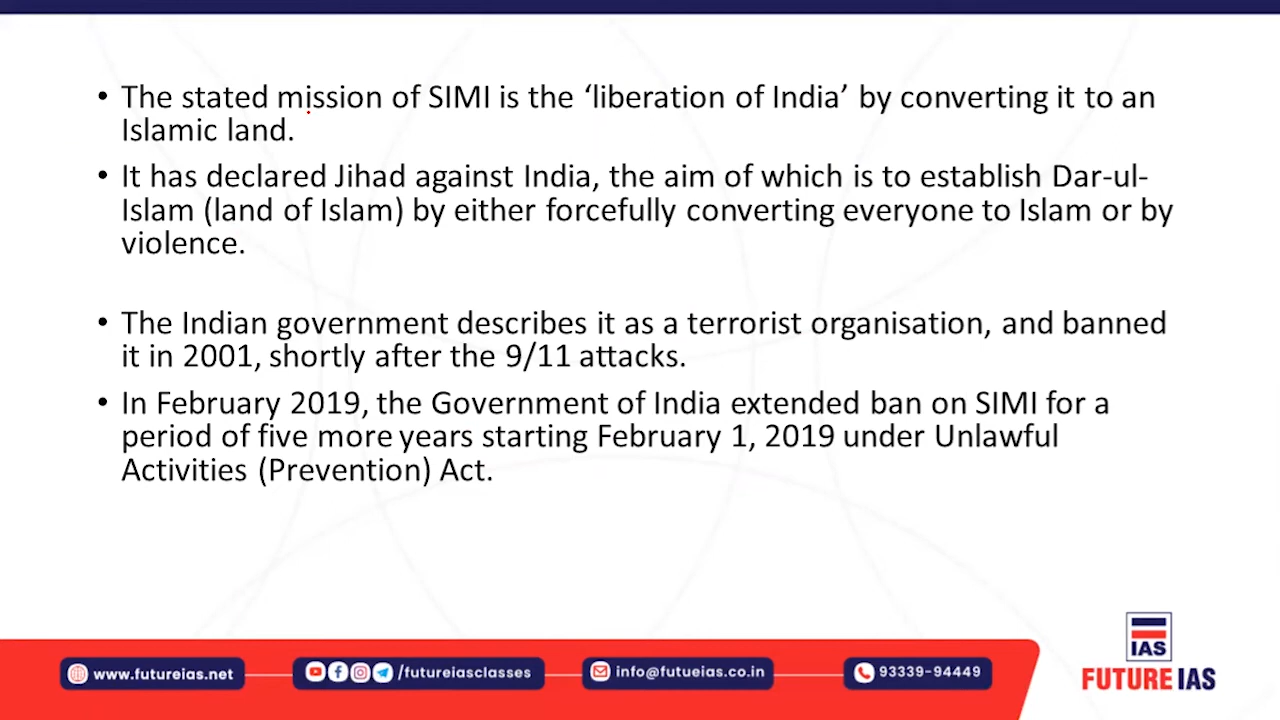 • The stated mission of SIMI is the ‘liberation of India’ by converting it to an
Islamic land.
• It has declared Jihad against India, the aim of which is to establish Dar-ul-
Islam (land of Islam) by either forcefully converting everyone to Islam or by
violence.
• The Indian government describes it as a terrorist organisation, and banned
it in 2001, shortly after the 9/11 attacks.
• In February 2019, the Government of India extended ban on SIMI for a
period of five more years starting February 1, 2019 under Unlawful
Activities (Prevention) Act.
www.futureias.net
/futureiasclasses
info@futueias.co.in
93339-94449
IAS
FUTURE IAS